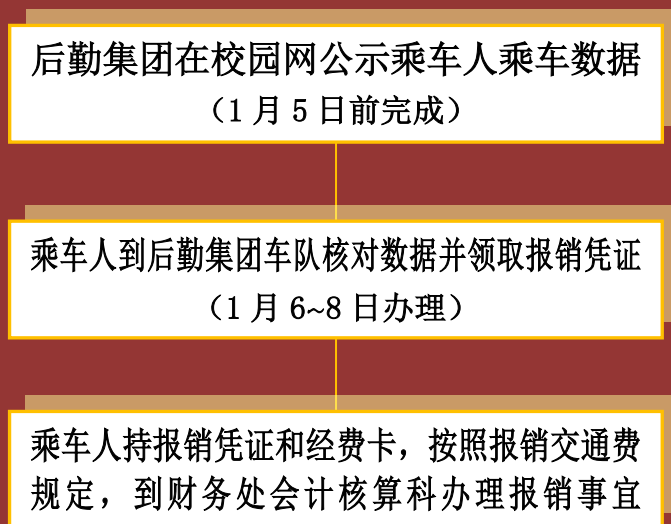 后勤集团在校园网公示乘车人乘车数据
（1 月 5 日前完成）
乘车人到后勤集团车队核对数据并领取报销凭证
（1 月 6~8 日办理）
乘车人持报销凭证和经费卡，按照报销交通费
规定，到财务处会计核算科办理报销事宜